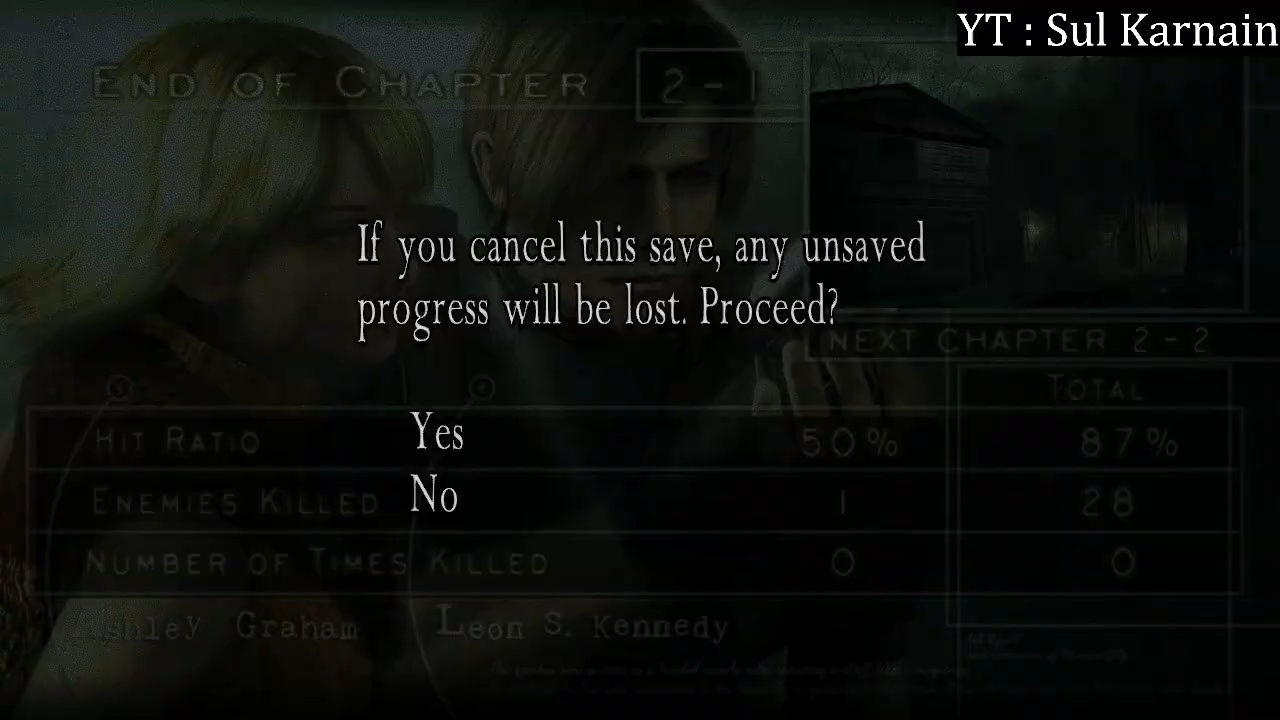 YT : Sul Karnain
END OF CHAPTER 2-1
If you cancel this save, any unsaved
progress will be lost. Proceed?
NEXT CHAPTER 2-2
TOTAL
Yes
HIT RATIO 50% 87%
No
ENEMIES KILLED 1 28
NUMBER OF TIMES KILLED 0 0
Ashley Graham Leon S. Kennedy